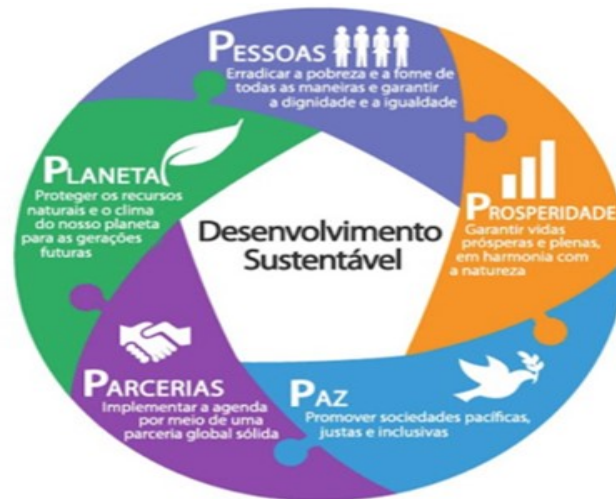 PESSOAS
Erradicar a pobreza e a fome de
todas as maneiras e garantir
a dignidade e a igualdade
PROSPERIDADE
Garantir vidas
prósperas e plenas,
em harmonia com
a natureza
PAZ
Promover sociedades pacíficas,
justas e inclusivas
PARCERIAS
Implementar a agenda
por meio de uma
parceria global sólida
PLANETA
Proteger os recursos
naturais e o clima
do nosso planeta
para as gerações
futuras
Desenvolvimento
Sustentável